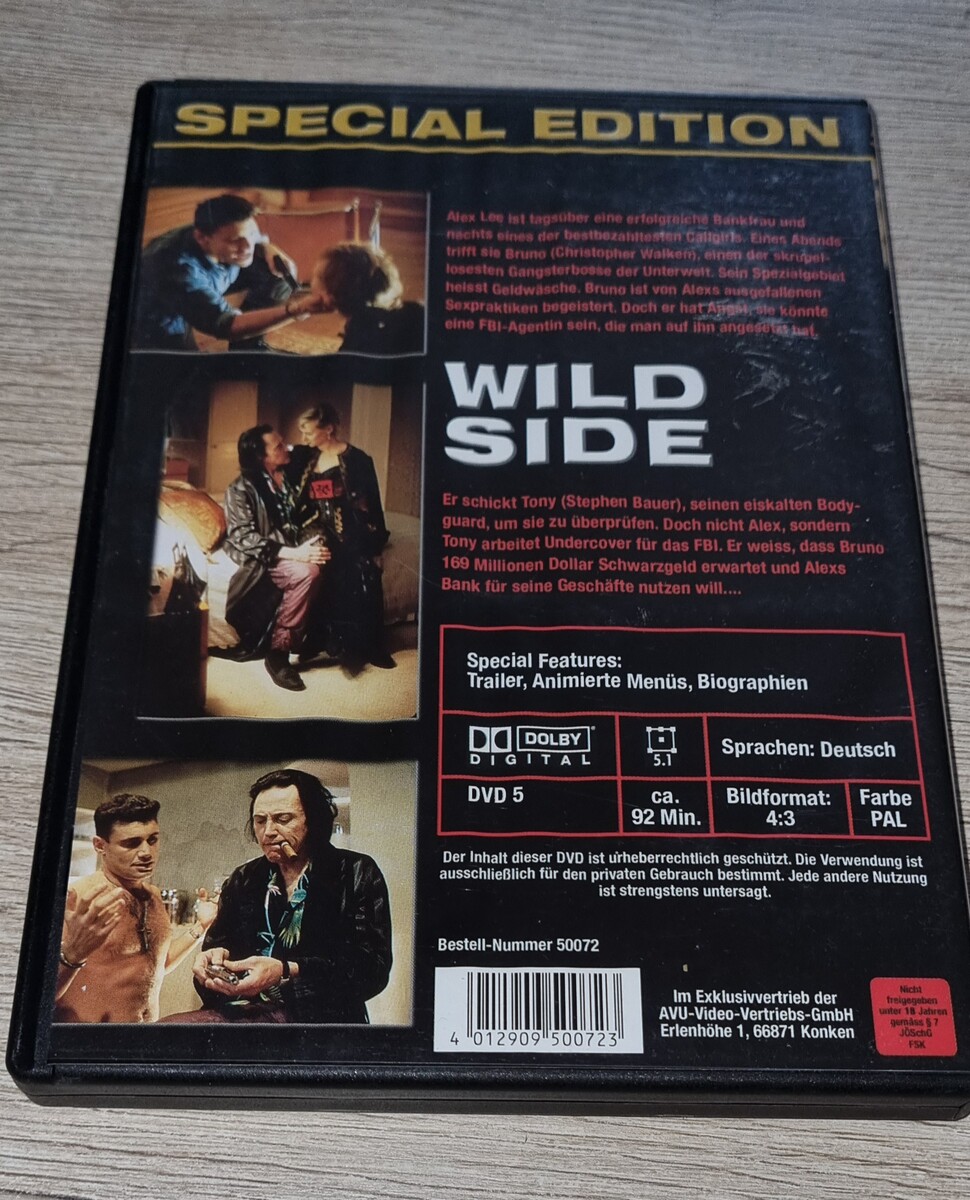 SPECIAL EDITION
Alex Lee ist tagsüber eine erfolgreiche Bankfrau und
nachts eines der bestbezahltesten Callgirls. Eines Abends
trifft sie Bruno (Christopher Walken), einen der skrupel-
losesten Gangsterbosse der Unterwelt. Sein Spezialgebiet
heisst Geldwäsche. Bruno ist von Alexs ausgefallenen
Sexpraktiken begeistert. Doch er hat Angst, sie könnte
eine FBI-Agentin sein, die man auf ihn angesetzt hat.
WILD
SIDE
Er schickt Tony (Stephen Bauer), seinen eiskalten Body-
guard, um sie zu überprüfen. Doch nicht Alex, sondern
Tony arbeitet Undercover für das FBI. Er weiss, dass Bruno
169 Millionen Dollar Schwarzgeld erwartet und Alexs
Bank für seine Geschäfte nutzen will....
Special Features:
Trailer, Animierte Menüs, Biographien
DOLBY
DIGITAL
5.1
Sprachen: Deutsch
DVD 5
ca.
92 Min.
Bildformat:
4:3
Farbe
PAL
Der Inhalt dieser DVD ist urheberrechtlich geschützt. Die Verwendung ist
ausschließlich für den privaten Gebrauch bestimmt. Jede andere Nutzung
ist strengstens untersagt.
Bestell-Nummer 50072
4 012909 500723
Im Exklusivvertrieb der
AVU-Video-Vertriebs-GmbH
Erlenhöhe 1, 66871 Konken
Nicht
freigegeben
unter 18 Jahren
gemäss § 7
JÖSchG
FSK